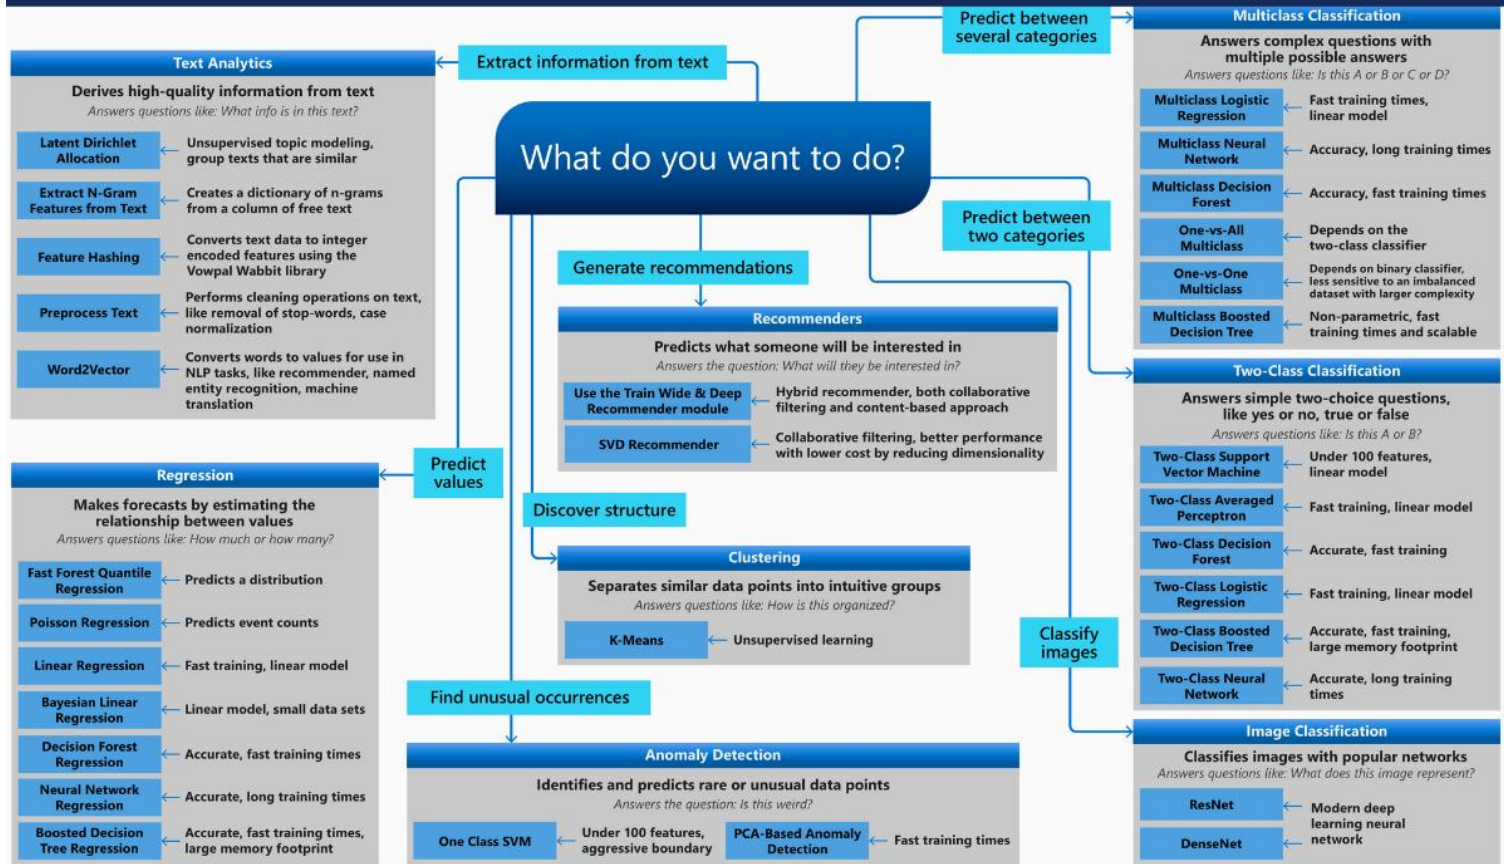 What do you want to do?
Extract information from text
Text Analytics
Derives high-quality information from text
Answers questions like: What info is in this text?
Latent Dirichlet
Allocation
Unsupervised topic modeling,
group texts that are similar
Extract N-Gram
Features from Text
Creates a dictionary of n-grams
from a column of free text
Feature Hashing
Converts text data to integer
encoded features using the
Vowpal Wabbit library
Preprocess Text
Performs cleaning operations on text,
like removal of stop-words, case
normalization
Word2Vector
Converts words to values for use in
NLP tasks, like recommender, named
entity recognition, machine
translation
Predict
values
Regression
Makes forecasts by estimating the
relationship between values
Answers questions like: How much or how many?
Fast Forest Quantile
Regression
Predicts a distribution
Poisson Regression
Predicts event counts
Linear Regression
Fast training, linear model
Bayesian Linear
Regression
Linear model, small data sets
Decision Forest
Regression
Accurate, fast training times
Neural Network
Regression
Accurate, long training times
Boosted Decision
Tree Regression
Accurate, fast training times,
large memory footprint
Generate recommendations
Recommenders
Predicts what someone will be interested in
Answers the question: What will they be interested in?
Use the Train Wide & Deep
Recommender module
Hybrid recommender, both collaborative
filtering and content-based approach
SVD Recommender
Collaborative filtering, better performance
with lower cost by reducing dimensionality
Discover structure
Clustering
Separates similar data points into intuitive groups
Answers questions like: How is this organized?
K-Means
Unsupervised learning
Find unusual occurrences
Anomaly Detection
Identifies and predicts rare or unusual data points
Answers the question: Is this weird?
One Class SVM
Under 100 features,
aggressive boundary
PCA-Based Anomaly
Detection
Fast training times
Predict between
several categories
Multiclass Classification
Answers complex questions with
multiple possible answers
Answers questions like: Is this A or B or C or D?
Multiclass Logistic
Regression
Fast training times,
linear model
Multiclass Neural
Network
Accuracy, long training times
Multiclass Decision
Forest
Accuracy, fast training times
One-vs-All
Multiclass
Depends on the
two-class classifier
One-vs-One
Multiclass
Depends on binary classifier,
less sensitive to an imbalanced
dataset with larger complexity
Multiclass Boosted
Decision Tree
Non-parametric, fast
training times and scalable
Predict between
two categories
Two-Class Classification
Answers simple two-choice questions,
like yes or no, true or false
Answers questions like: Is this A or B?
Two-Class Support
Vector Machine
Under 100 features,
linear model
Two-Class Averaged
Perceptron
Fast training, linear model
Two-Class Decision
Forest
Accurate, fast training
Two-Class Logistic
Regression
Fast training, linear model
Two-Class Boosted
Decision Tree
Accurate, fast training,
large memory footprint
Two-Class Neural
Network
Accurate, long training
times
Classify
images
Image Classification
Classifies images with popular networks
Answers questions like: What does this image represent?
ResNet
DenseNet
Modern deep
learning neural
network